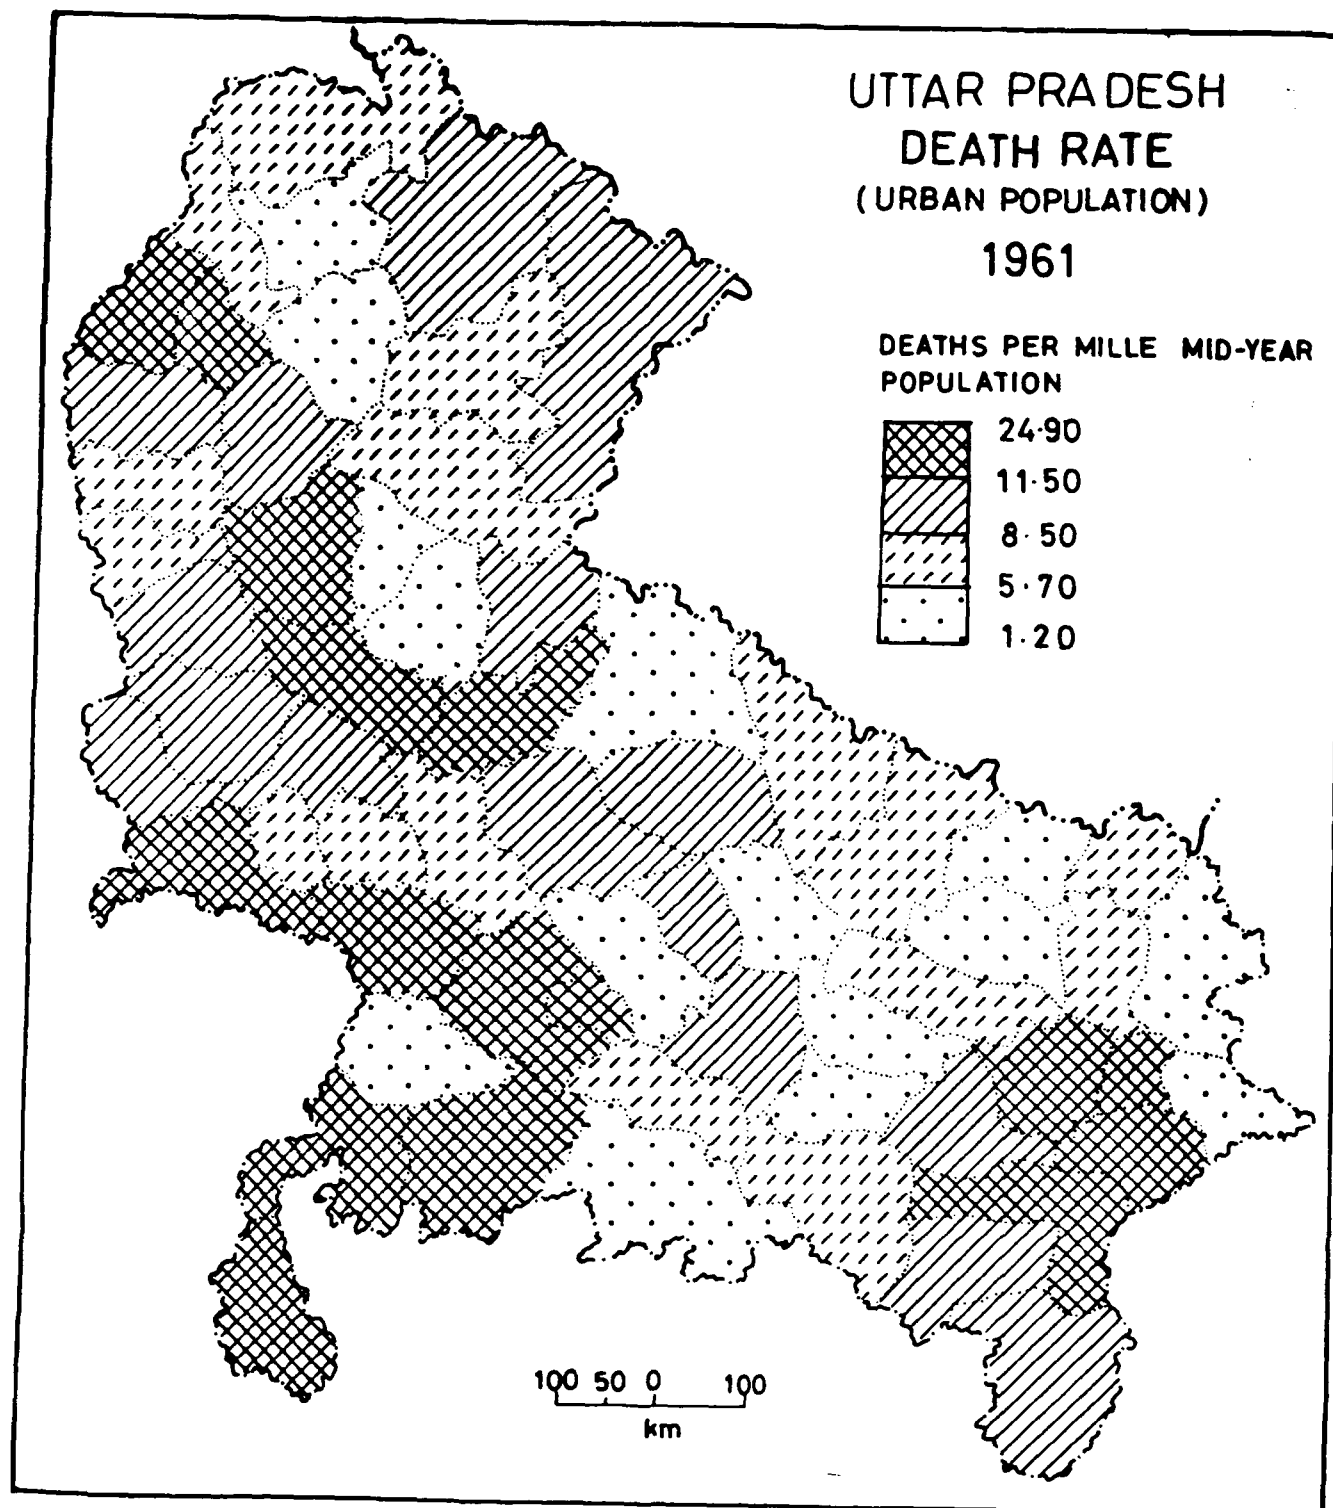 UTTAR PRADESH
DEATH RATE
(URBAN POPULATION)
1961
DEATHS PER MILLE MID-YEAR
POPULATION
24·90
11·50
8·50
5·70
1·20
100 50 0 100
km